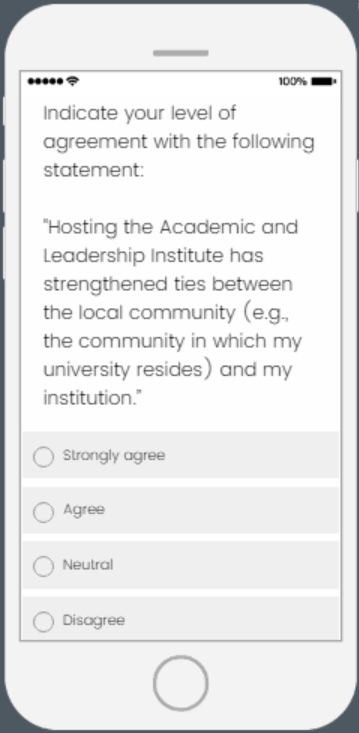 100%
Indicate your level of
agreement with the following
statement:
"Hosting the Academic and
Leadership Institute has
strengthened ties between
the local community (e.g.,
the community in which my
university resides) and my
institution."
Strongly agree
Agree
Neutral
Disagree